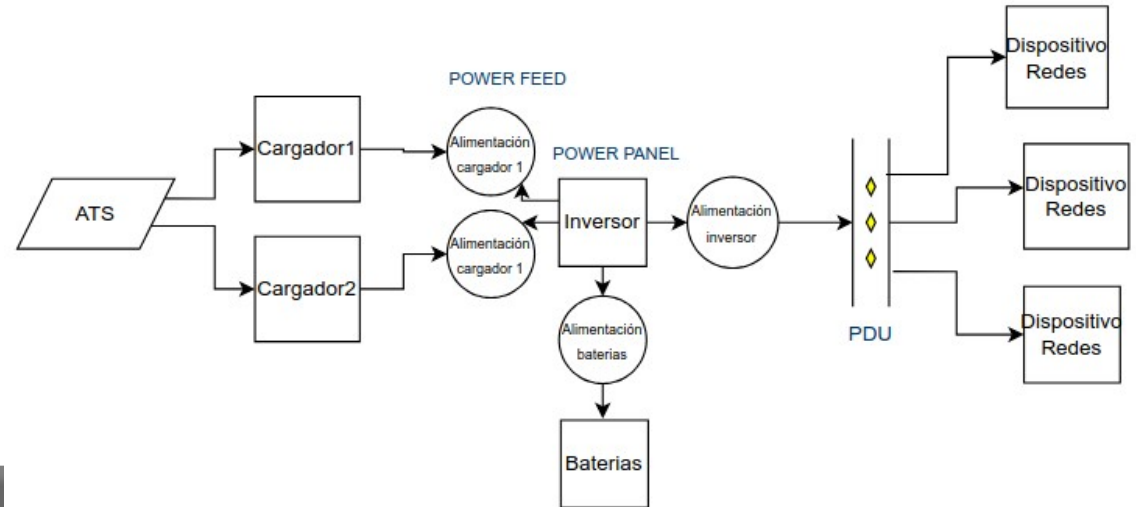 ATS
Cargador1
Cargador2
POWER FEED
Alimentación
cargador 1
Alimentación
cargador 1
POWER PANEL
Inversor
Alimentación
baterias
Baterias
Alimentación
inversor
PDU
Dispositivo
Redes
Dispositivo
Redes
Dispositivo
Redes